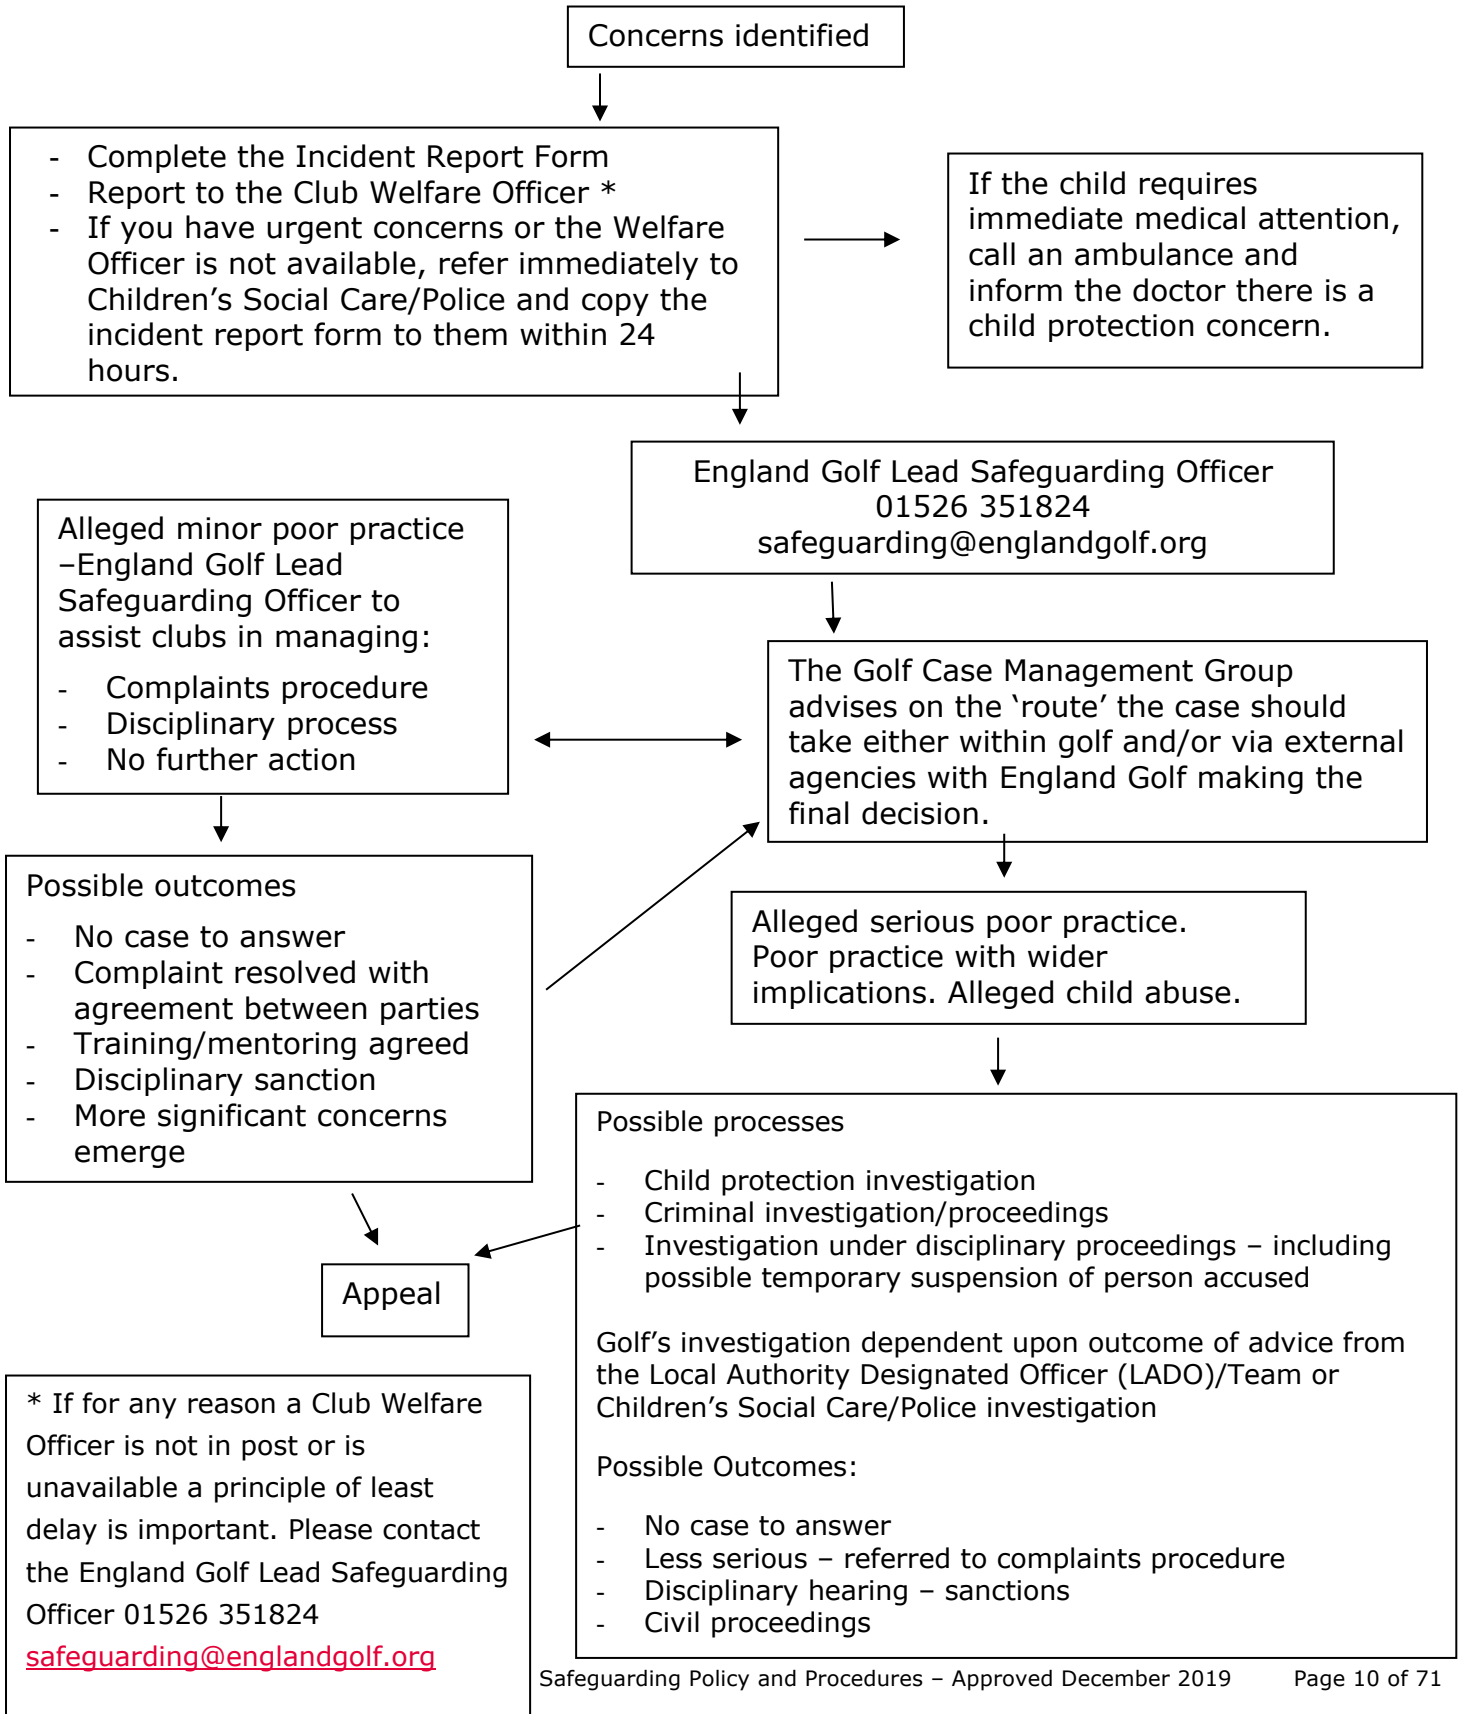 Concerns identified
- Complete the Incident Report Form
- Report to the Club Welfare Officer *
- If you have urgent concerns or the Welfare
Officer is not available, refer immediately to
Children’s Social Care/Police and copy the
incident report form to them within 24
hours.
If the child requires
immediate medical attention,
call an ambulance and
inform the doctor there is a
child protection concern.
England Golf Lead Safeguarding Officer
01526 351824
safeguarding@englandgolf.org
Alleged minor poor practice
–England Golf Lead
Safeguarding Officer to
assist clubs in managing:
- Complaints procedure
- Disciplinary process
- No further action
The Golf Case Management Group
advises on the ‘route’ the case should
take either within golf and/or via external
agencies with England Golf making the
final decision.
Possible outcomes
- No case to answer
- Complaint resolved with
agreement between parties
- Training/mentoring agreed
- Disciplinary sanction
- More significant concerns
emerge
Alleged serious poor practice.
Poor practice with wider
implications. Alleged child abuse.
Possible processes
- Child protection investigation
- Criminal investigation/proceedings
- Investigation under disciplinary proceedings – including
possible temporary suspension of person accused
Golf’s investigation dependent upon outcome of advice from
the Local Authority Designated Officer (LADO)/Team or
Children’s Social Care/Police investigation
Possible Outcomes:
- No case to answer
- Less serious – referred to complaints procedure
- Disciplinary hearing – sanctions
- Civil proceedings
Appeal
* If for any reason a Club Welfare
Officer is not in post or is
unavailable a principle of least
delay is important. Please contact
the England Golf Lead Safeguarding
Officer 01526 351824
safeguarding@englandgolf.org
Safeguarding Policy and Procedures – Approved December 2019 Page 10 of 71